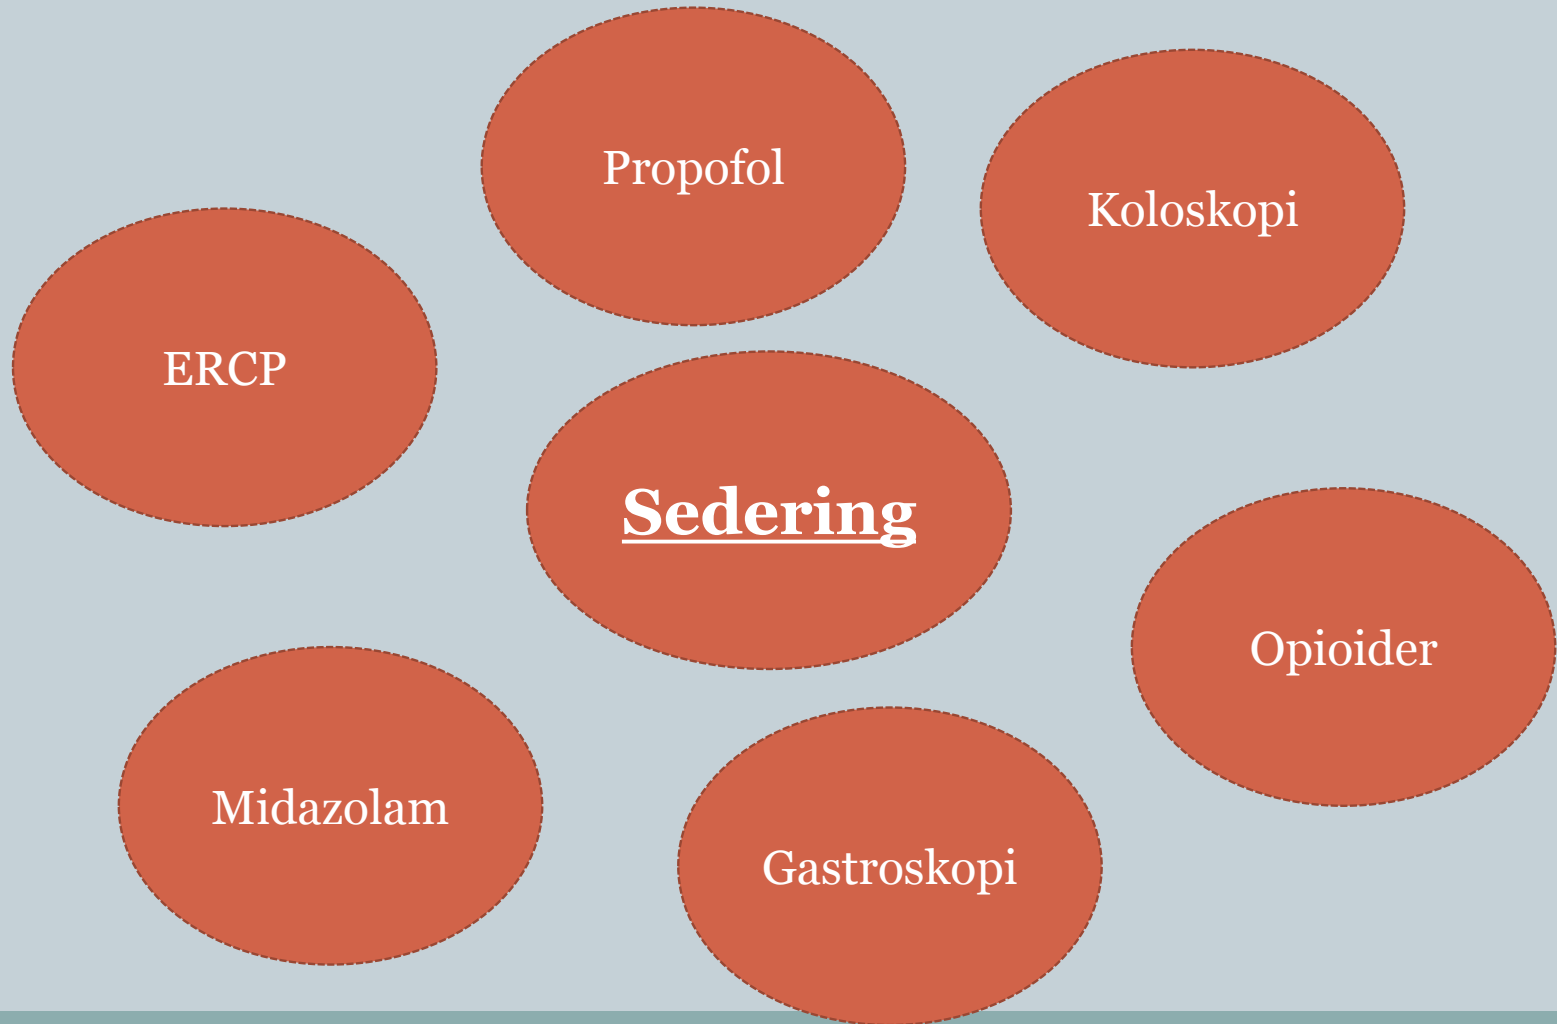 Propofol
Koloskopi
ERCP
Sedering
Opioider
Midazolam
Gastroskopi